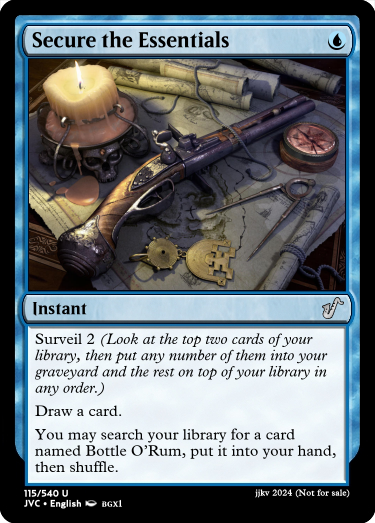 Secure the Essentials
Instant
Surveil 2 (Look at the top two cards of your
library, then put any number of them into your
graveyard and the rest on top of your library in
any order.)
Draw a card.
You may search your library for a card
named Bottle O’Rum, put it into your hand,
then shuffle.
115/540 U
JVC • English BGX1
jjkv 2024 (Not for sale)